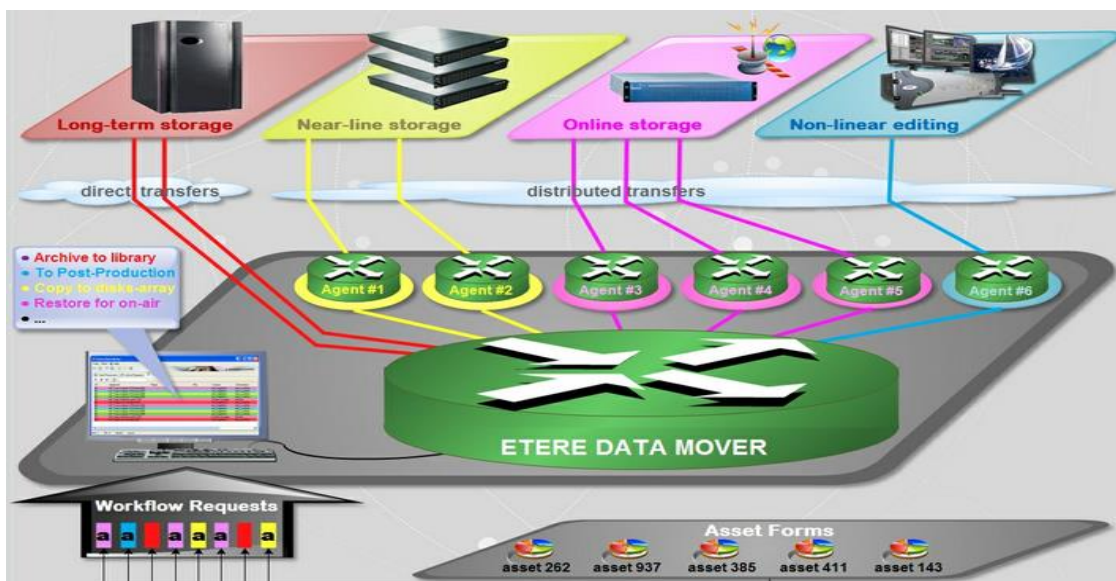 Long-term storage
Near-line storage
Online storage
Non-linear editing
direct transfers
distributed transfers
Archive to library
To Post-Production
Copy to disks-array
Restore for on-air
...
Agent #1
Agent #2
Agent #3
Agent #4
Agent #5
Agent #6
ETERE DATA MOVER
Workflow Requests
a a a a a a
Asset Forms
asset 262 asset 937 asset 385 asset 411 asset 143